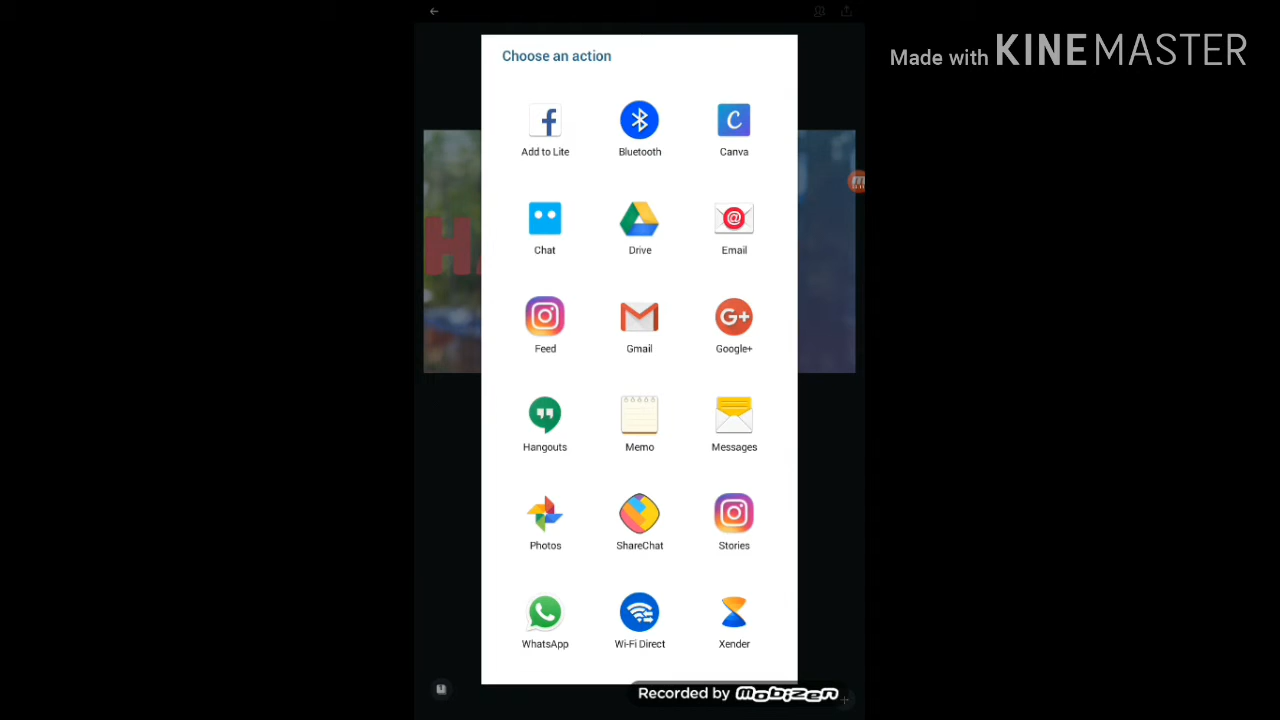 Made with KINEMASTER
Choose an action
Add to Lite
Bluetooth
Canva
Chat
Drive
Email
Feed
Gmail
G+
Google+
Hangouts
Memo
Messages
Photos
ShareChat
Stories
WhatsApp
Wi-Fi Direct
Xender
Recorded by mobizen